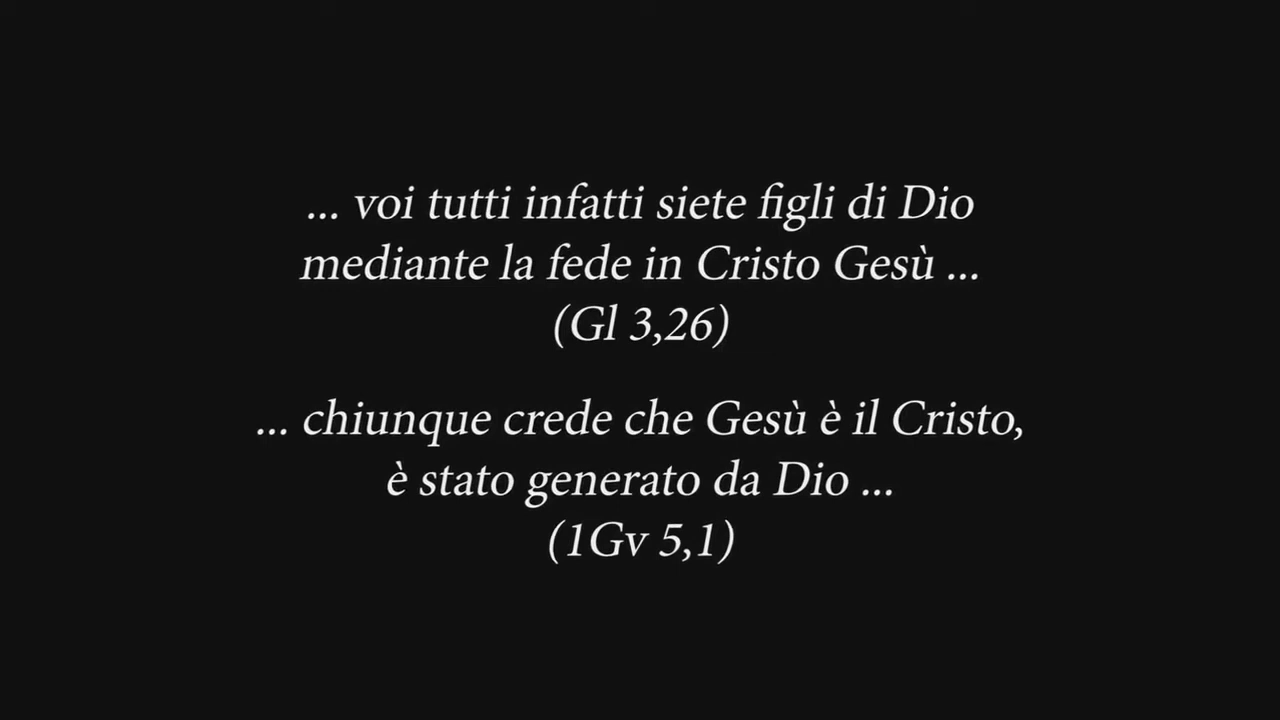 ... voi tutti infatti siete figli di Dio
mediante la fede in Cristo Gesù ...
(Gl 3,26)
... chiunque crede che Gesù è il Cristo,
è stato generato da Dio ...
(1Gv 5,1)